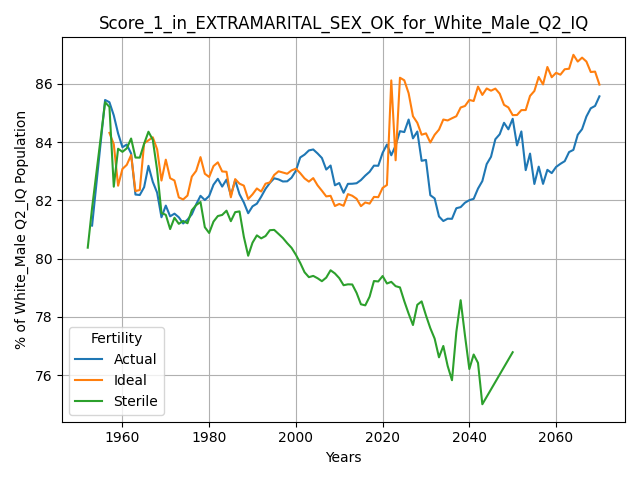 Score_1_in_EXTRAMARITAL_SEX_OK_for_White_Male_Q2_IQ
% of White_Male Q2_IQ Population
86
84
82
80
78
76
Fertility
Actual
Ideal
Sterile
1960 1980 2000 2020 2040 2060
Years